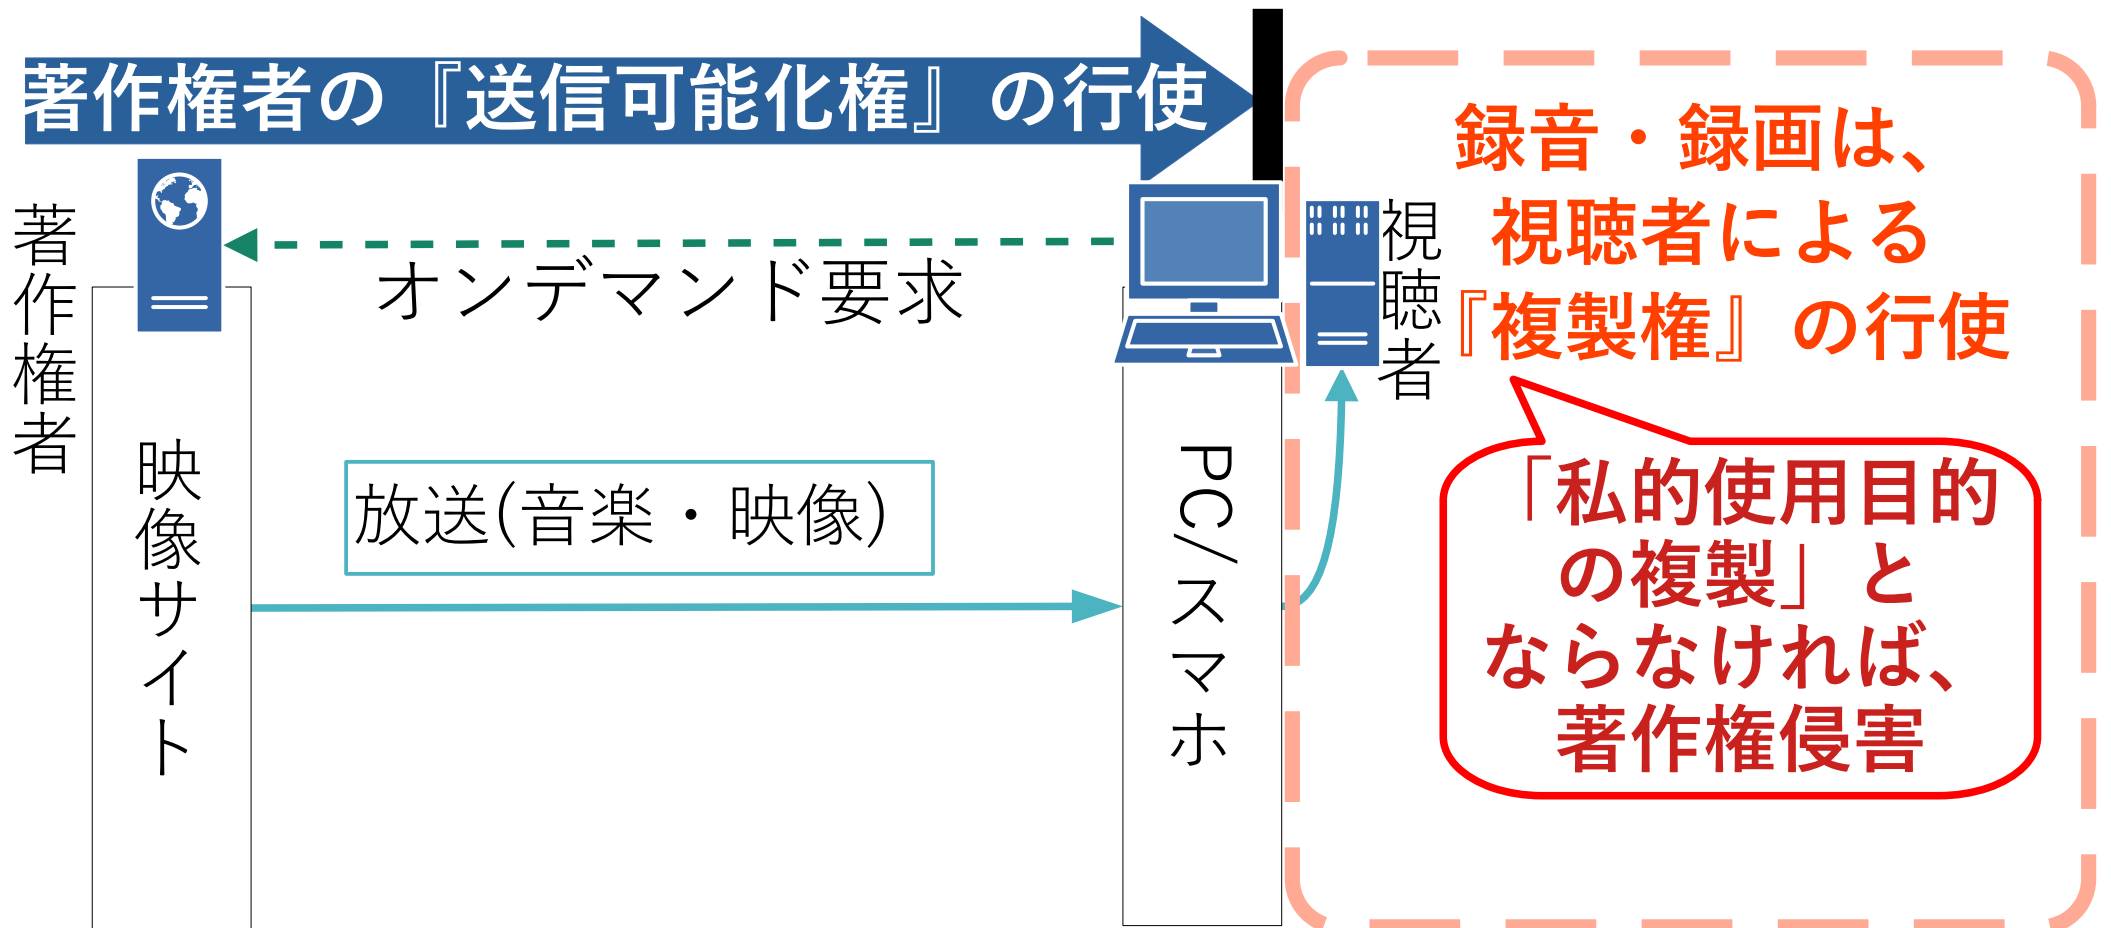 著作権者の『送信可能化権』の行使
著作権者
オンデマンド要求
映像サイト
放送(音楽・映像)
PC/スマホ
視聴者
録音・録画は、
視聴者による
『複製権』の行使
「私的使用目的
の複製」と
ならなければ、
著作権侵害